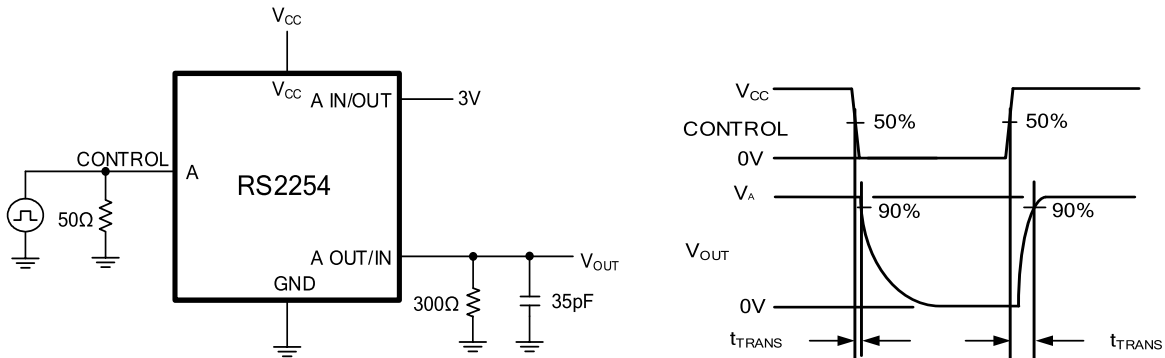 VCC
VCC
A IN/OUT
3V
CONTROL
A
RS2254
50Ω
A OUT/IN
VOUT
GND
300Ω
35pF
VCC
50%
50%
CONTROL
0V
VA
90%
90%
VOUT
0V
tTRANS
tTRANS